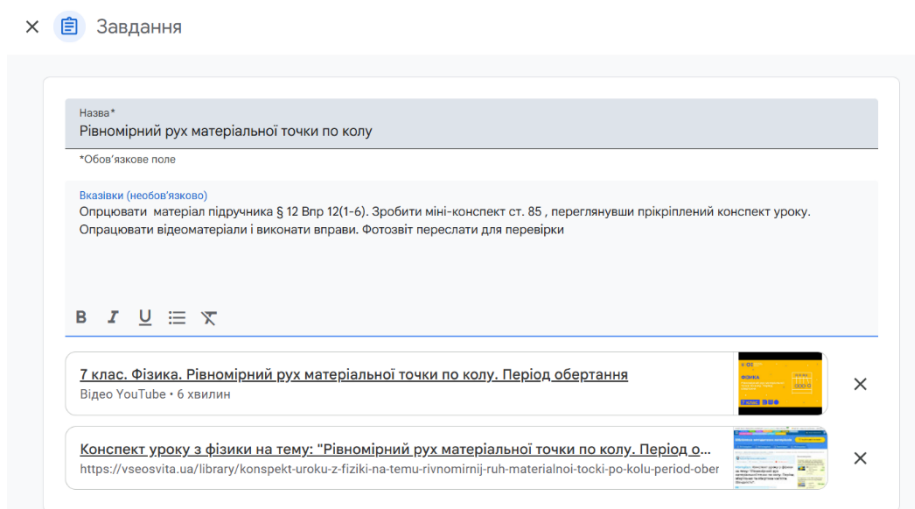 Завдання
Назва*
Рівномірний рух матеріальної точки по колу
*Обов'язкове поле
Вказівки (необов'язково)
Опрцювати матеріал підручника § 12 Впр 12(1-6). Зробити міні-конспект ст. 85 , переглянувши прікріплений конспект уроку.
Опрацювати відеоматеріали і виконати вправи. Фотозвіт переслати для перевірки
B I U
7 клас. Фізика. Рівномірний рух матеріальної точки по колу. Період обертання
Відео YouTube • 6 хвилин
Конспект уроку з фізики на тему: "Рівномірний рух матеріальної точки по колу. Період о...
https://vseosvita.ua/library/konspekt-uroku-z-fiziki-na-temu-rivnomirnij-ruh-materialnoi-tocki-po-kolu-period-ober